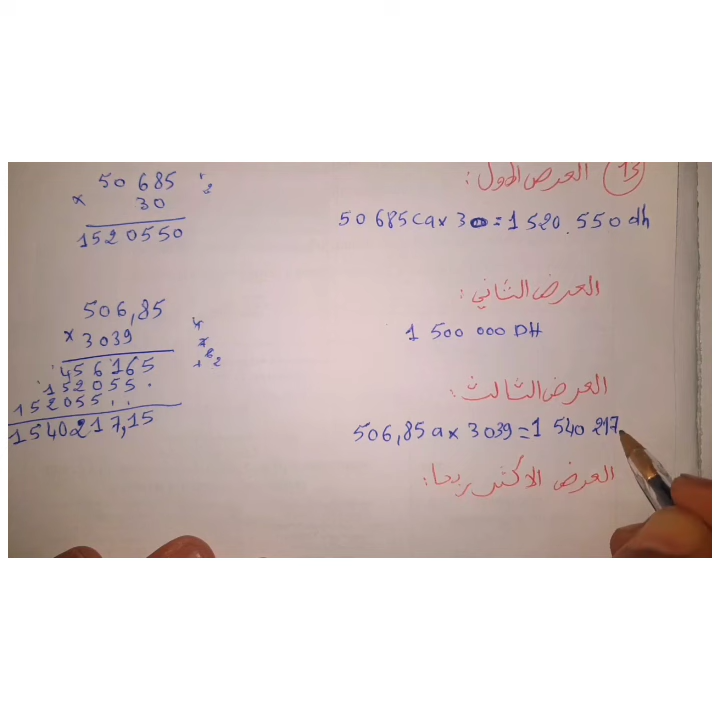 13) العرض الأول:
50 685 ca x 30 = 1 520.550 dh
العرض الثاني:
1 500 000 DH
العرض الثالث:
506,85 a x 3039 = 1 540 217,
العرض الاكثر ربحا:
50 685
x 30
1520550
506,85
x 3039
456165
152055 .
152055 . .
1540217,15